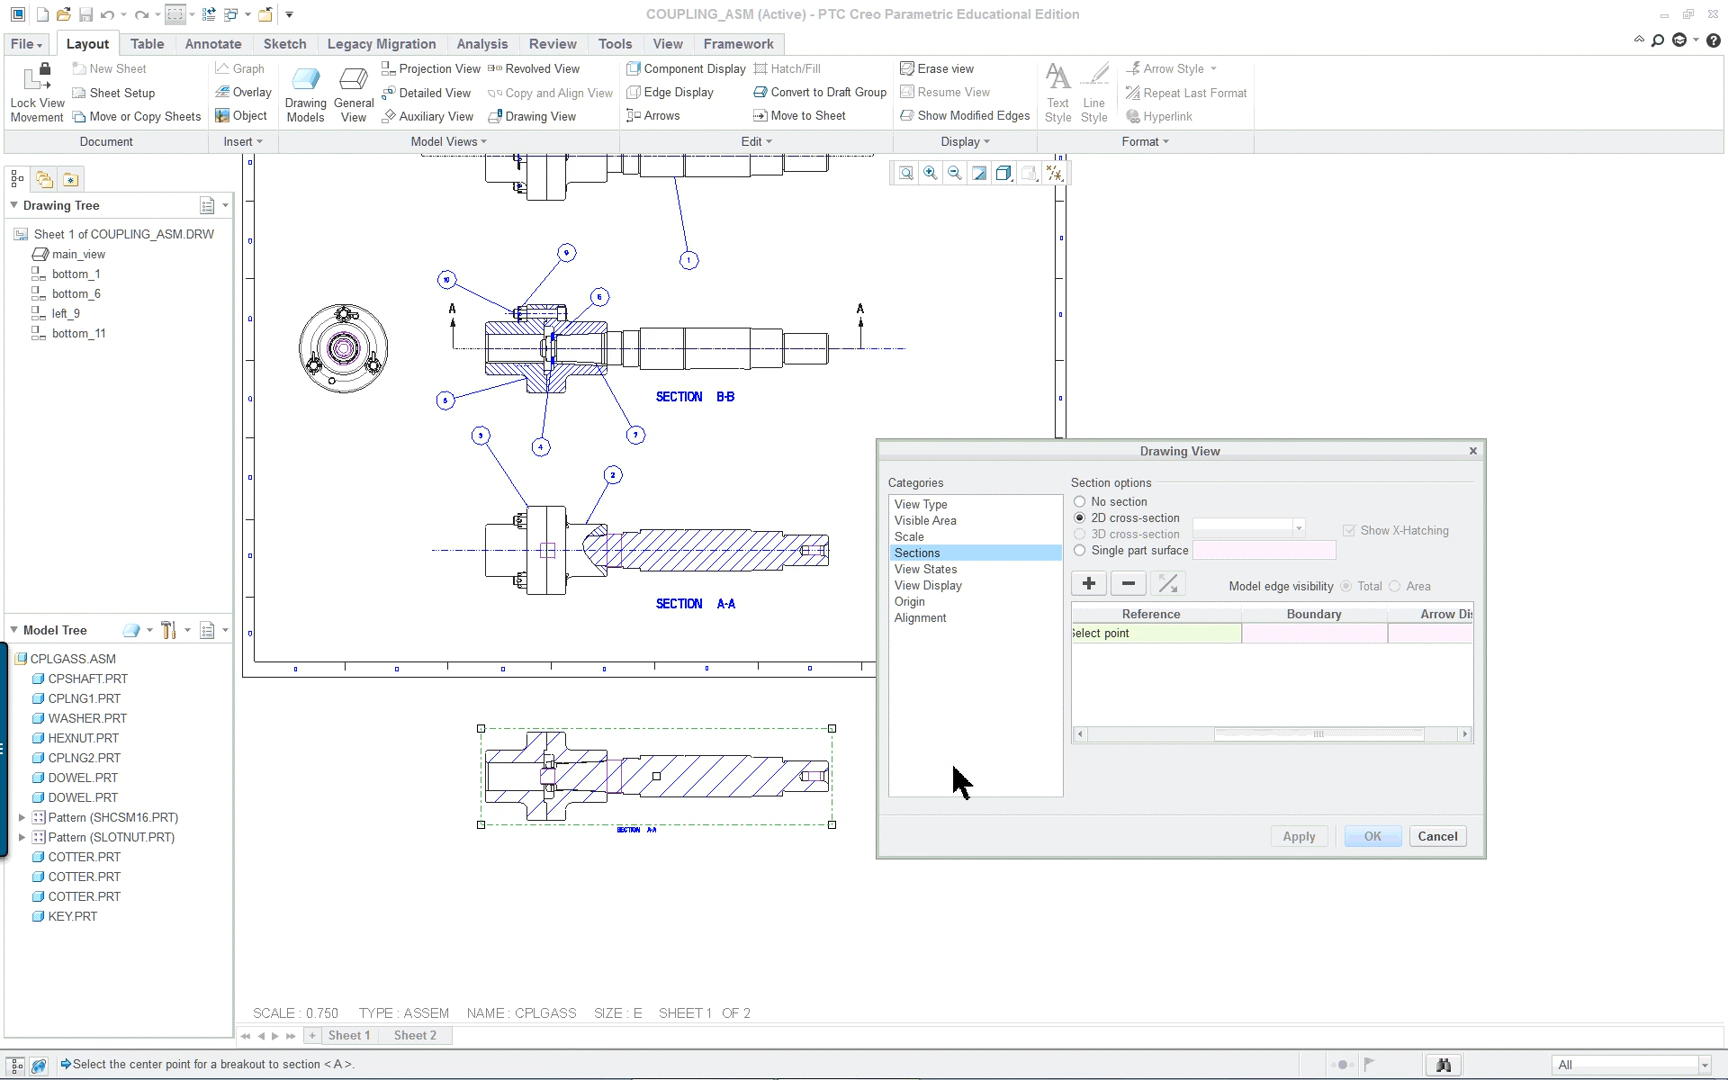 COUPLING_ASM (Active) - PTC Creo Parametric Educational Edition
File Layout Table Annotate Sketch Legacy Migration Analysis Review Tools View Framework
Lock View Movement
New Sheet
Sheet Setup
Move or Copy Sheets
Document
Graph
Overlay
Object
Insert
Drawing Models
General View
Projection View
Detailed View
Auxiliary View
Revolved View
Copy and Align View
Drawing View
Model Views
Component Display
Edge Display
Arrows
Hatch/Fill
Convert to Draft Group
Move to Sheet
Edit
Erase view
Resume View
Show Modified Edges
Display
Text Style
Line Style
Arrow Style
Repeat Last Format
Hyperlink
Format
Drawing Tree
Sheet 1 of COUPLING_ASM.DRW
main_view
bottom_1
bottom_6
left_9
bottom_11
Model Tree
CPLGASS.ASM
CPSHAFT.PRT
CPLNG1.PRT
WASHER.PRT
HEXNUT.PRT
CPLNG2.PRT
DOWEL.PRT
DOWEL.PRT
Pattern (SHCSM16.PRT)
Pattern (SLOTNUT.PRT)
COTTER.PRT
COTTER.PRT
COTTER.PRT
KEY.PRT
1
9
10
A
A
SECTION B-B
4
7
3
2
SECTION A-A
SECTION A-A
Drawing View
Categories
View Type
Visible Area
Scale
Sections
View States
View Display
Origin
Alignment
Section options
No section
2D cross-section
3D cross-section
Single part surface
Show X-Hatching
Model edge visibility Total Area
Reference Boundary Arrow Di
Select point
Apply OK Cancel
SCALE : 0.750 TYPE : ASSEM NAME : CPLGASS SIZE : E SHEET 1 OF 2
Sheet 1 Sheet 2
Select the center point for a breakout to section < A >.
All